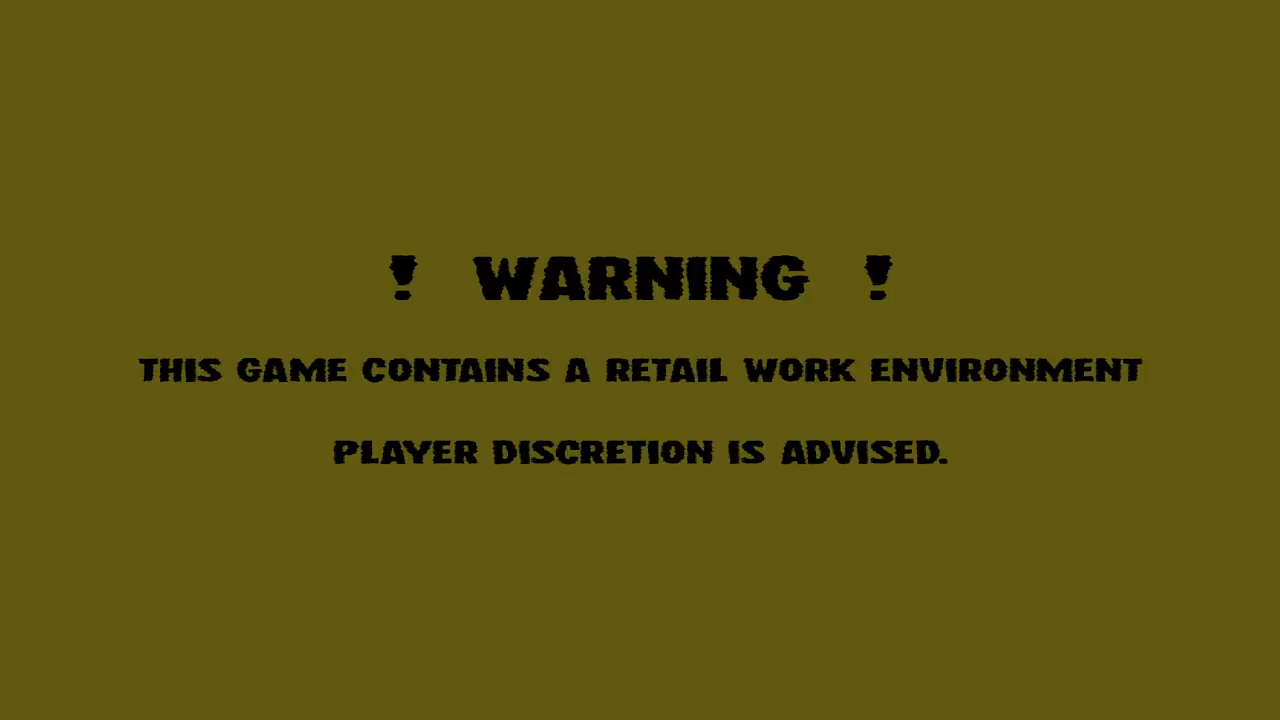 ! WARNING !
THIS GAME CONTAINS A RETAIL WORK ENVIRONMENT
PLAYER DISCRETION IS ADVISED.